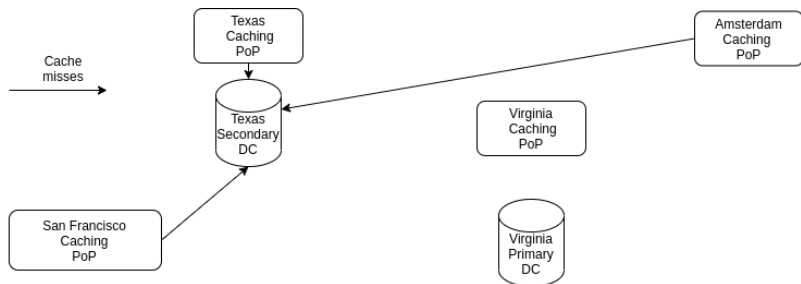 Texas
Caching
PoP
Amsterdam
Caching
PoP
Cache
misses
Texas
Secondary
DC
Virginia
Caching
PoP
San Francisco
Caching
PoP
Virginia
Primary
DC